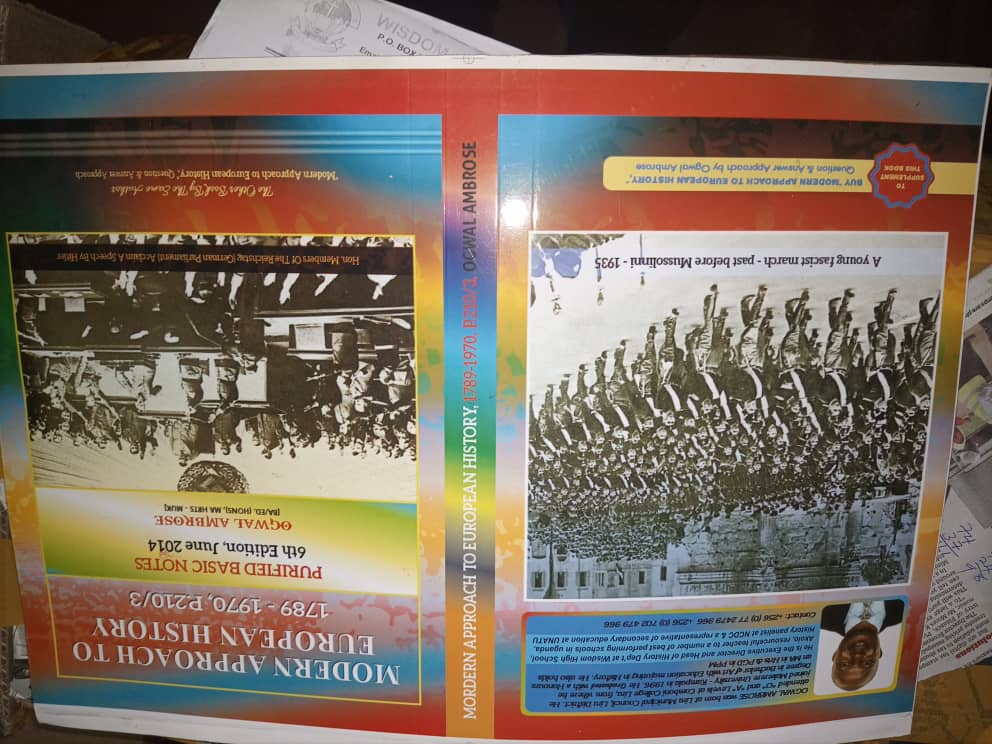 MODERN APPROACH TO
EUROPEAN HISTORY
1789 - 1970, P.210/3
PURIFIED BASIC NOTES
6th Edition, June 2014
OGWAL AMBROSE
[BA/ED. (HONS), MA HIRTS - MUK]
Hon. Members Of The Reichstag (German Parliament) Acclaim A Speech By Hitler
The Other Book By The Same Author
'Modern Approach to European History,' Question & Answer Approach
MORDERN APPROACH TO EUROPEAN HISTORY, 1789-1970, P.210/3, OGWAL AMBROSE
OGWAL AMBROSE was born at Lira Municipal Council, Lira District. He
attended "O" and "A" Levels at Comboni College Lira, from where he
joined Makerere University - Kampala in 1996. He Graduated with a Honours
Degree in Bachelor of Art with Education majoring in History. He also holds
an MA in Hists & PGD in PPM
He is the Executive Director and Head of History Dep't at Wisdom High School,
Anaka, resourceful teacher to a number of best performing schools in uganda,
History panelist at NCDC & a representative of secondary education at UNATU
Contact: +256 (0) 77 2479 966 +256 (0) 702 479 966
A young fascist march - past before Mussolinni - 1935
TO
SUPPLEMENT
THIS BOOK
BUY "MODERN APPROACH TO EUROPEAN HISTORY,"
Question & Answer Approach by Ogwal Ambrose
WISDOM
P.O. BOX